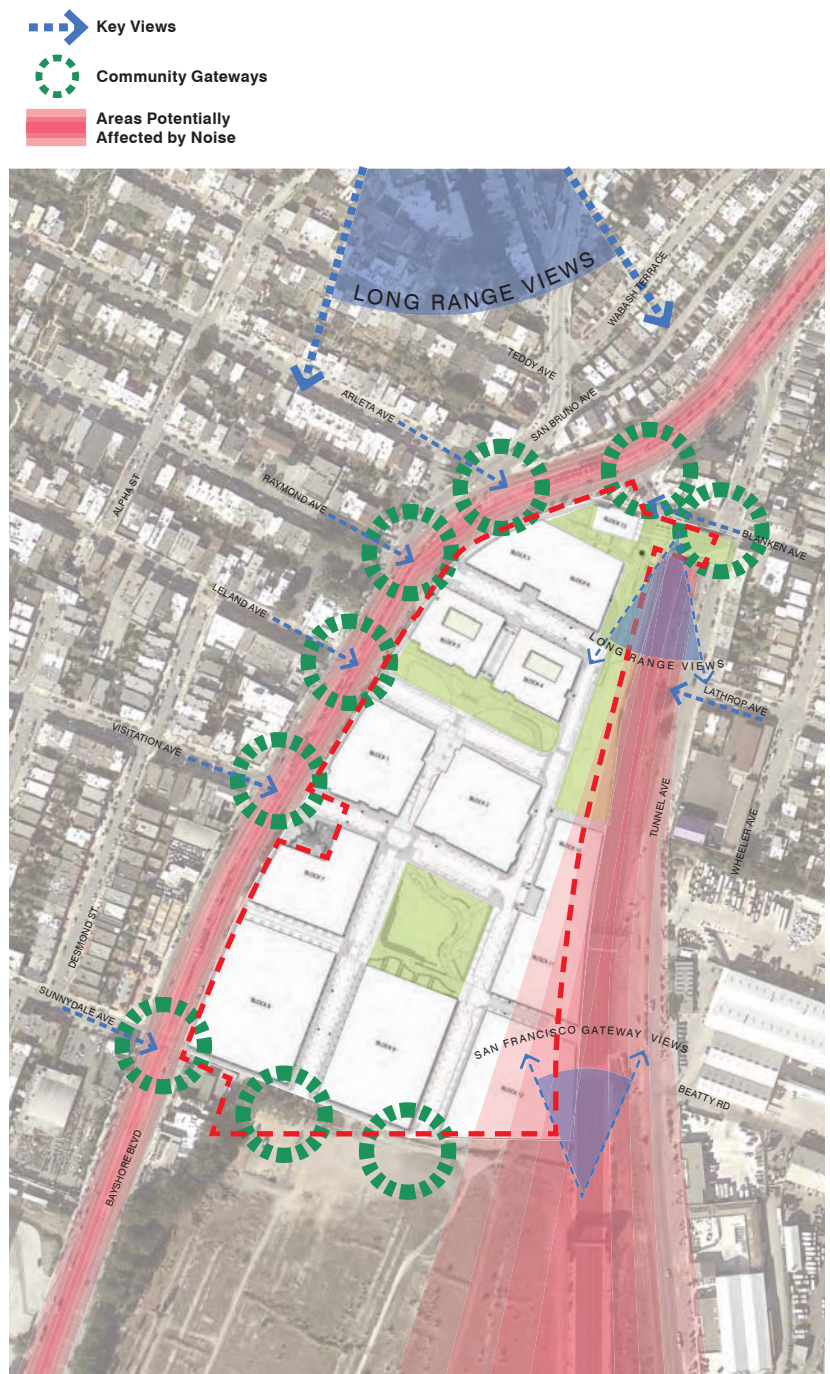 Key Views
Community Gateways
Areas Potentially
Affected by Noise
LONG RANGE VIEWS
WABASH TERRACE
TEDDY AVE
ARLETA AVE
SAN BRUNO AVE
ALPHA ST
RAYMOND AVE
BLANKEN AVE
LELAND AVE
LONG RANGE VIEWS
LATHROP AVE
VISITATION AVE
TUNNEL AVE
WHEELER AVE
DESMOND ST.
SUNNYDALE AVE
SAN FRANCISCO GATEWAY VIEWS
BEATTY RD
BAYSHORE BLVD